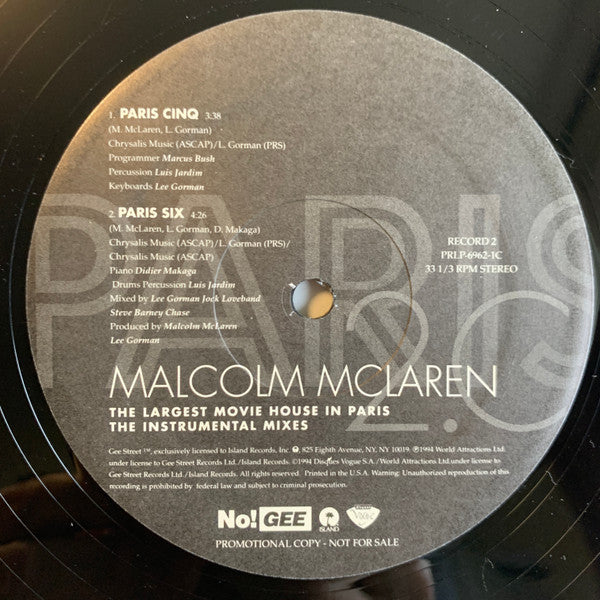 1. PARIS CINQ 3:38
(M. McLaren, L. Gorman)
Chrysalis Music (ASCAP)/L. Gorman (PRS)
Programmer Marcus Bush
Percussion Luis Jardim
Keyboards Lee Gorman
2. PARIS SIX 4:26
(M. McLaren, L. Gorman, D. Makaga)
Chrysalis Music (ASCAP)/L. Gorman (PRS)/
Chrysalis Music (ASCAP)
Piano Didier Makaga
Drums Percussion Luis Jardim
Mixed by Lee Gorman Jock Loveband
Steve Barney Chase
Produced by Malcolm McLaren
Lee Gorman
RECORD 2
PRLP-6962-1C
33 1/3 RPM STEREO
PARIS
2.0
MALCOLM MCLAREN
THE LARGEST MOVIE HOUSE IN PARIS
THE INSTRUMENTAL MIXES
Gee Street ™, exclusively licensed to Island Records, Inc. 825 Eighth Avenue, NY, NY 10019. ℗1994 World Attractions Ltd.
under license to Gee Street Records Ltd./Island Records. ©1994 Disques Vogue S.A./World Attractions Ltd. under license to
Gee Street Records Ltd./Island Records. All rights reserved. Printed in the U.S.A. Warning: Unauthorized reproduction of this
recording is prohibited by federal law and subject to criminal prosecution.
No! GEE ISLAND VOGUE
PROMOTIONAL COPY - NOT FOR SALE